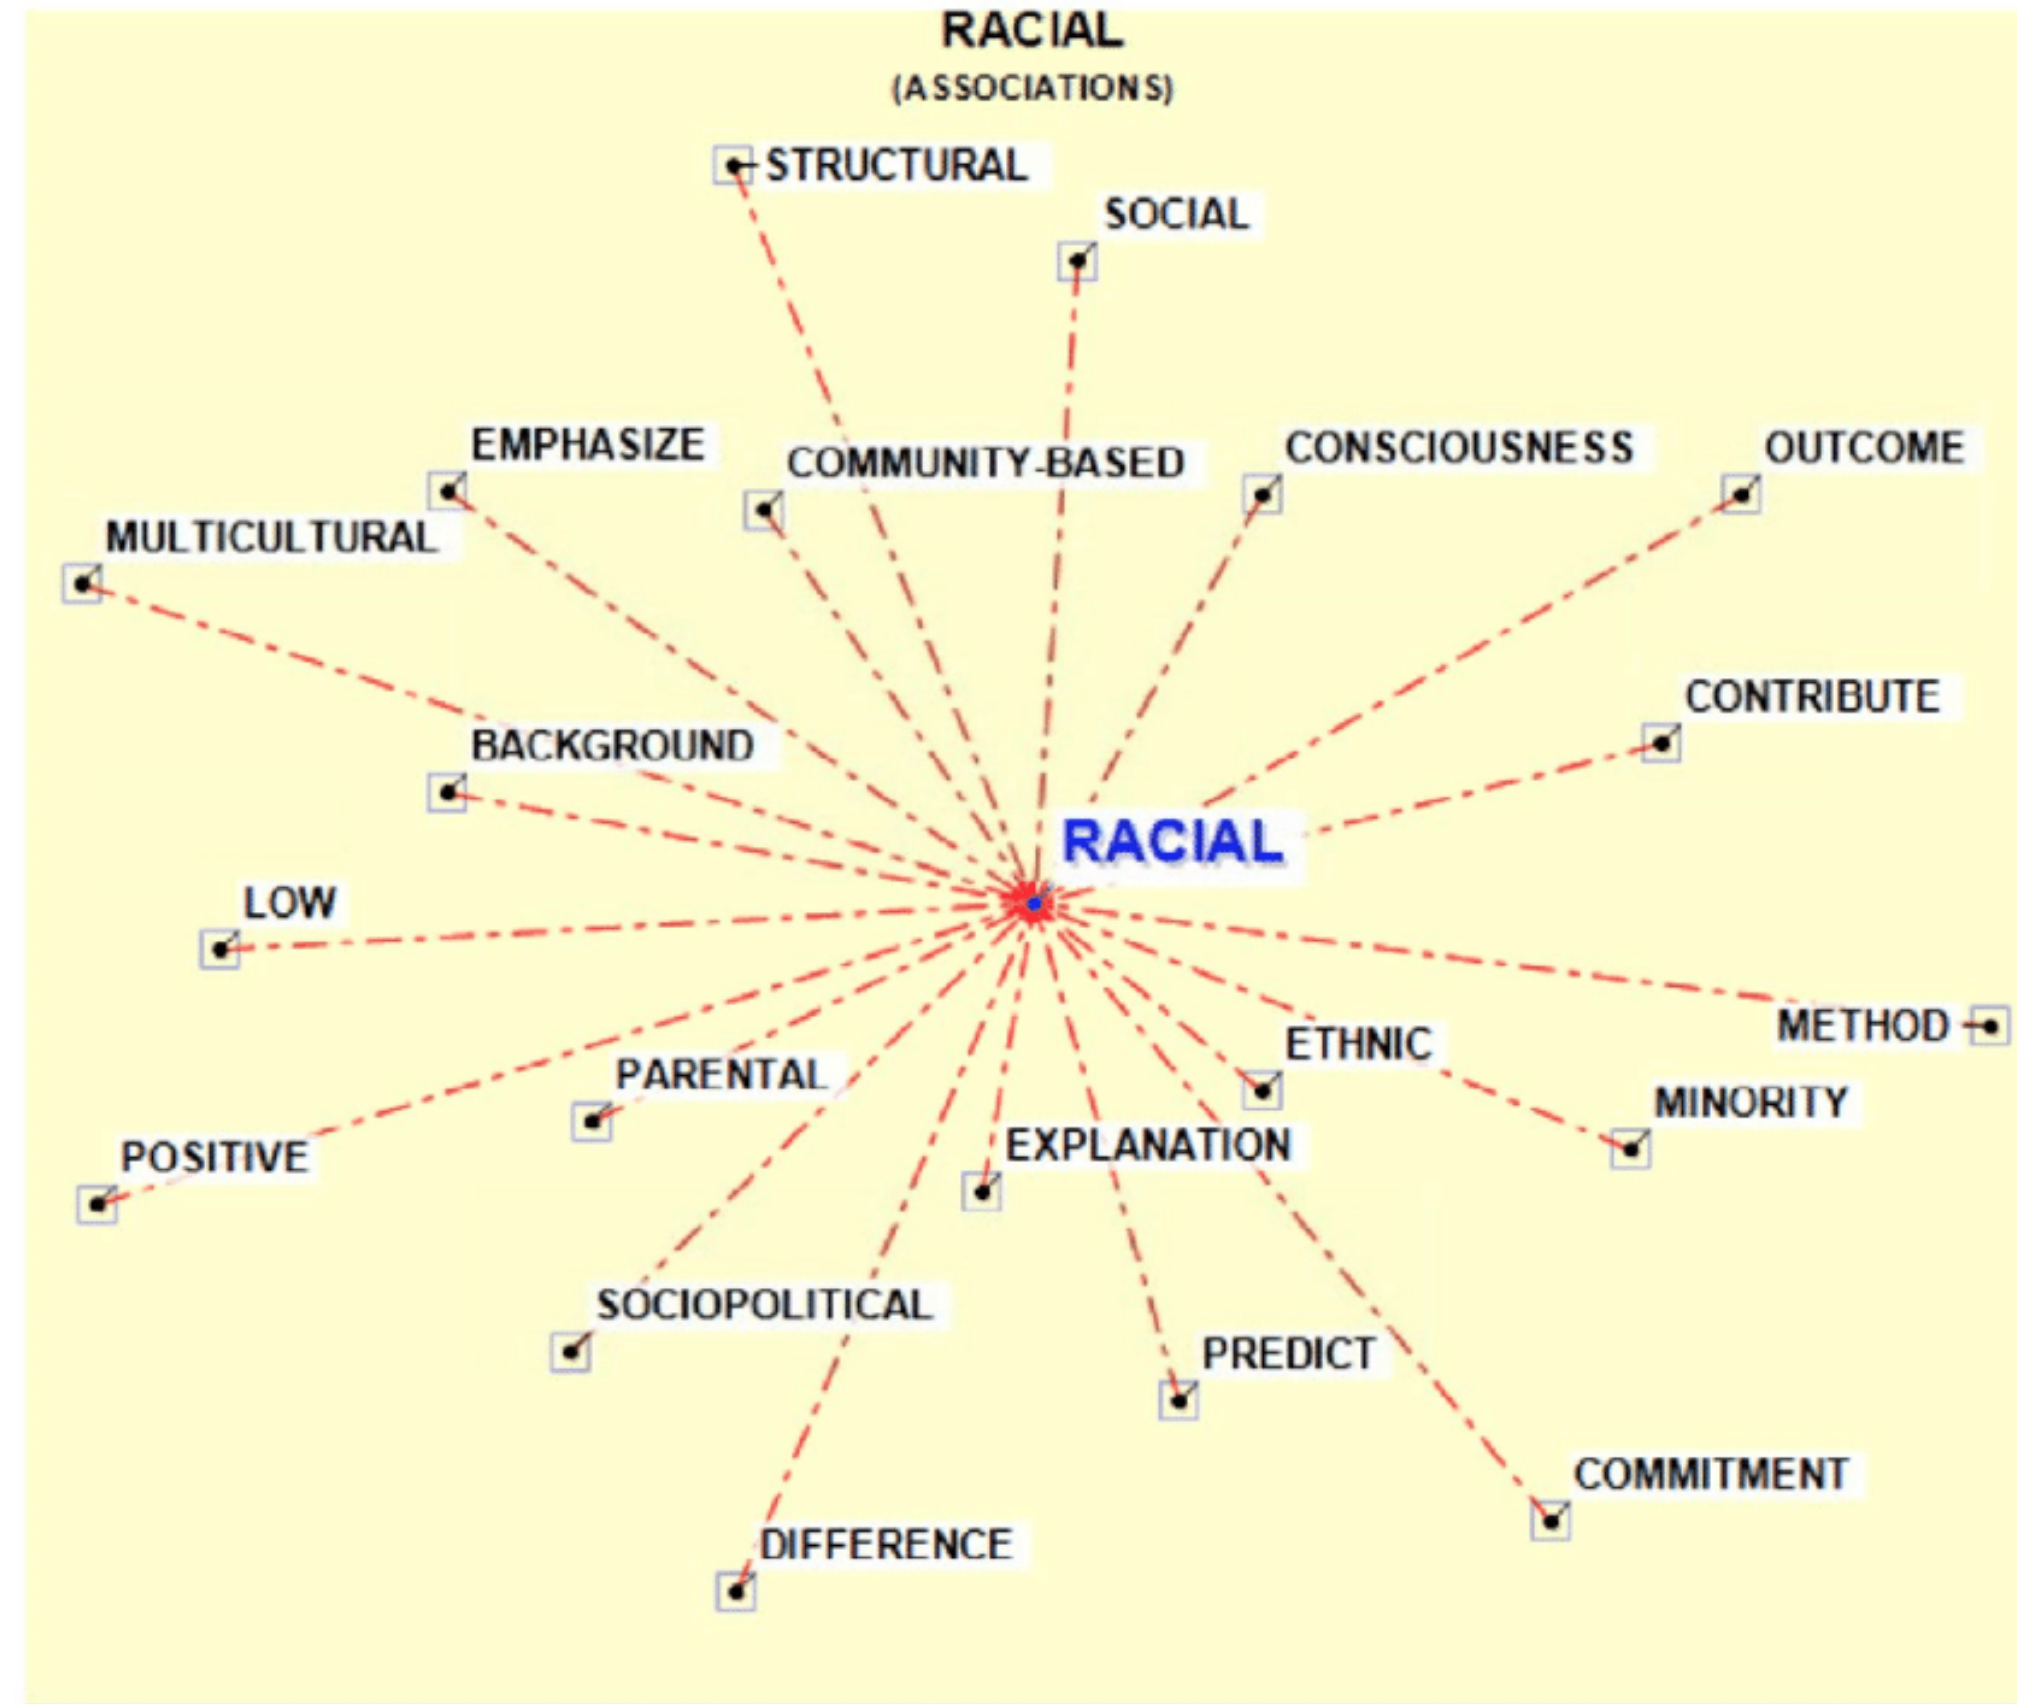 RACIAL
(ASSOCIATIONS)
STRUCTURAL
SOCIAL
EMPHASIZE
COMMUNITY-BASED
CONSCIOUSNESS
OUTCOME
MULTICULTURAL
CONTRIBUTE
BACKGROUND
RACIAL
LOW
METHOD
ETHNIC
PARENTAL
MINORITY
EXPLANATION
POSITIVE
SOCIOPOLITICAL
PREDICT
COMMITMENT
DIFFERENCE